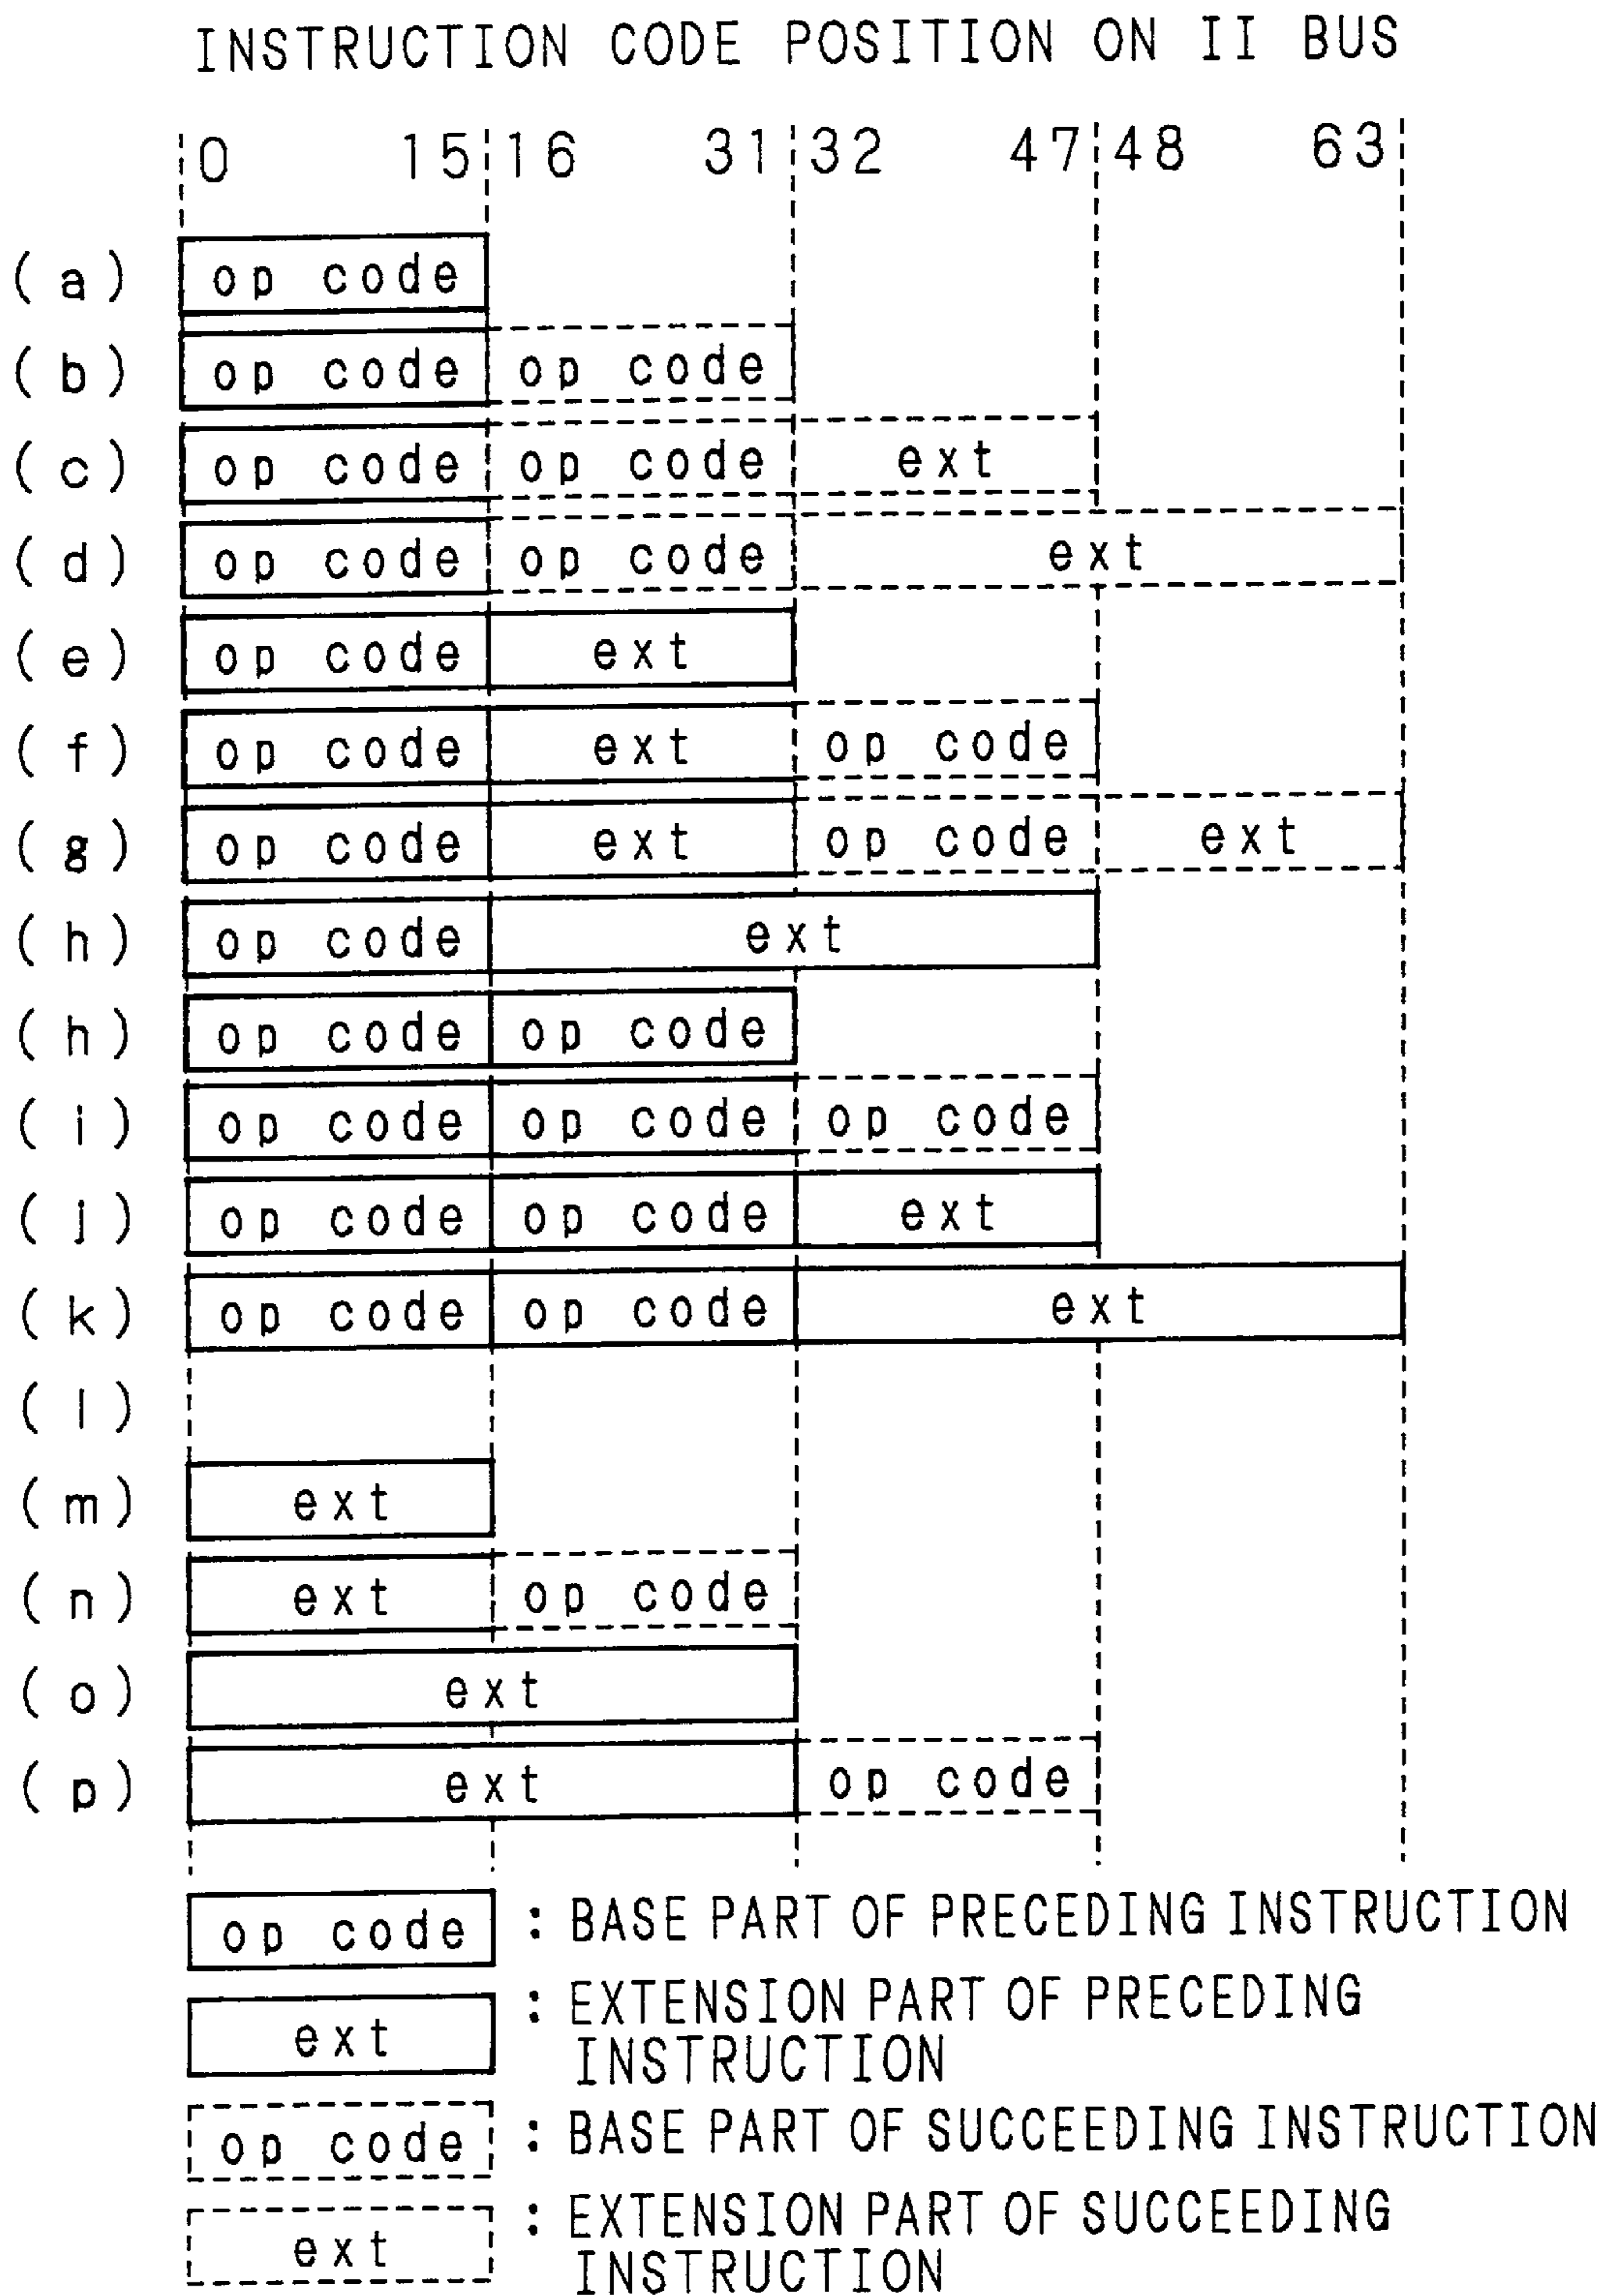 INSTRUCTION CODE POSITION ON II BUS
0 15 16 31 32 47 48 63
(a) op code
(b) op code op code
(c) op code op code ext
(d) op code op code ext
(e) op code ext
(f) op code ext op code
(g) op code ext op code ext
(h) op code ext
(h) op code op code
(i) op code op code op code
(j) op code op code ext
(k) op code op code ext
(l)
(m) ext
(n) ext op code
(o) ext
(p) ext op code
op code : BASE PART OF PRECEDING INSTRUCTION
ext : EXTENSION PART OF PRECEDING
INSTRUCTION
op code : BASE PART OF SUCCEEDING INSTRUCTION
ext : EXTENSION PART OF SUCCEEDING
INSTRUCTION